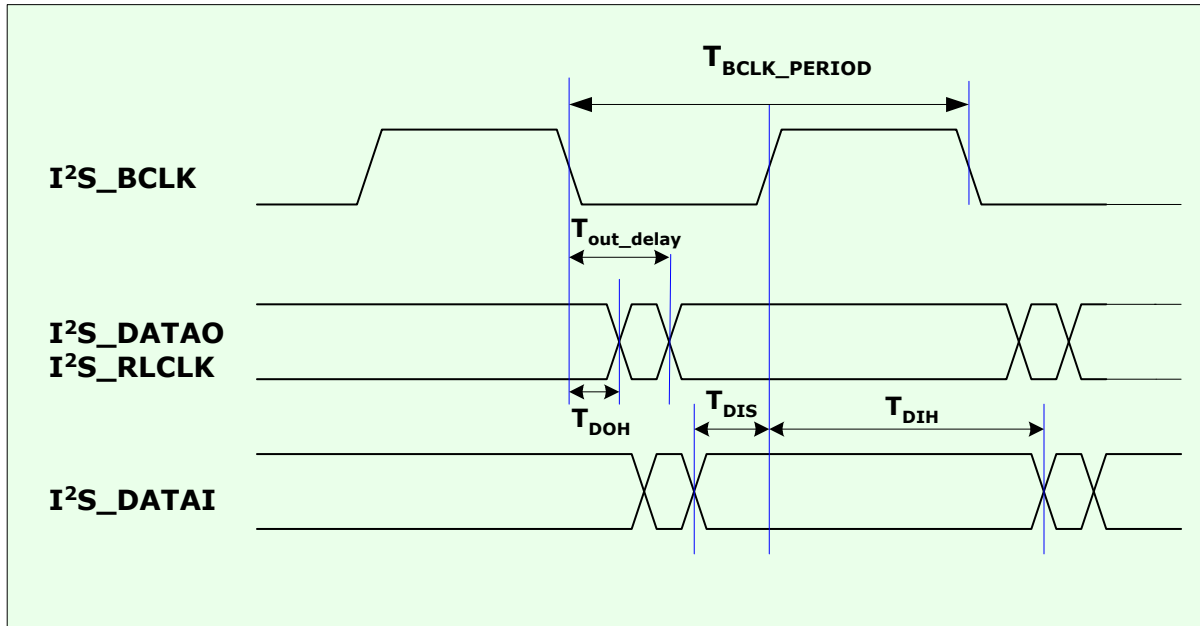 T_BCLK_PERIOD
I²S_BCLK
T_out_delay
I²S_DATAO
I²S_RLCLK
T_DOH
T_DIS
T_DIH
I²S_DATAI